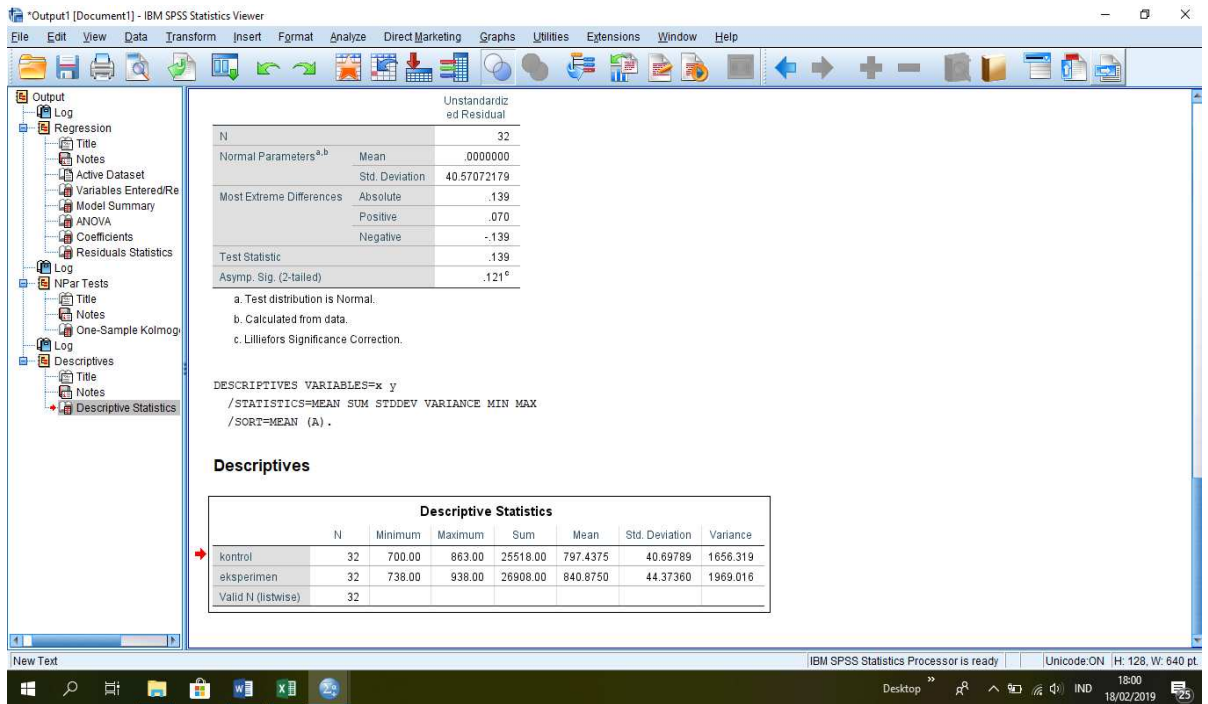 *Output1 [Document1] - IBM SPSS Statistics Viewer
File Edit View Data Transform Insert Format Analyze Direct Marketing Graphs Utilities Extensions Window Help
Output
Log
Regression
Title
Notes
Active Dataset
Variables Entered/Re
Model Summary
ANOVA
Coefficients
Residuals Statistics
Log
NPar Tests
Title
Notes
One-Sample Kolmog
Log
Descriptives
Title
Notes
Descriptive Statistics
Unstandardiz
ed Residual
N 32
Normal Parametersa,b Mean .0000000
Std. Deviation 40.57072179
Most Extreme Differences Absolute .139
Positive .070
Negative -.139
Test Statistic .139
Asymp. Sig. (2-tailed) .121c
a. Test distribution is Normal.
b. Calculated from data.
c. Lilliefors Significance Correction.
DESCRIPTIVES VARIABLES=x y
/STATISTICS=MEAN SUM STDDEV VARIANCE MIN MAX
/SORT=MEAN (A).
Descriptives
Descriptive Statistics
N Minimum Maximum Sum Mean Std. Deviation Variance
kontrol 32 700.00 863.00 25518.00 797.4375 40.69789 1656.319
eksperimen 32 738.00 938.00 26908.00 840.8750 44.37360 1969.016
Valid N (listwise) 32
New Text IBM SPSS Statistics Processor is ready Unicode:ON H: 128, W: 640 pt.
Desktop » IND 18:00
18/02/2019 25